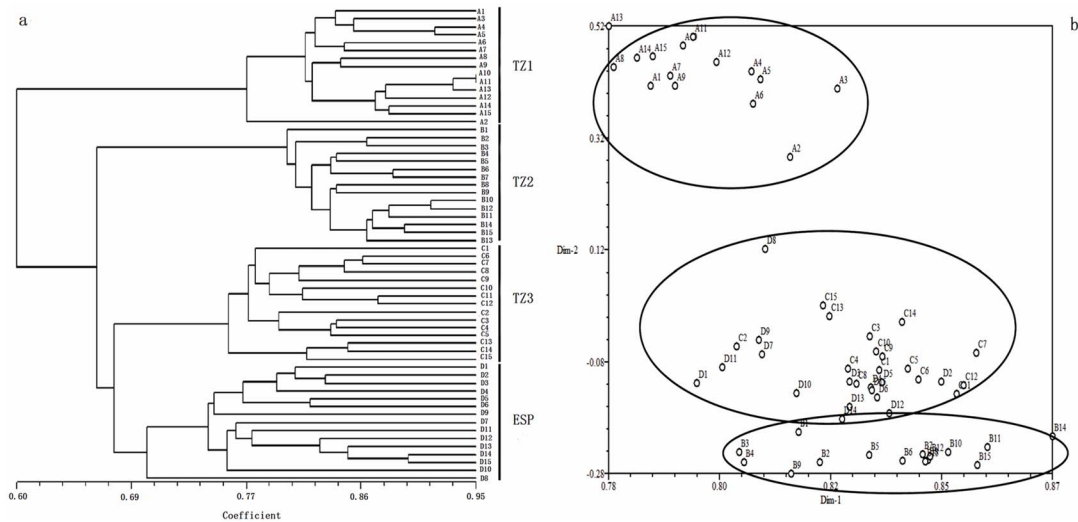 a
A1
A3
A4
A5
A6
A7
A8
A9
A10
A11
A13
A12
A14
A15
A2
B1
B2
B3
B4
B5
B6
B7
B8
B9
B10
B12
B11
B14
B15
B13
C1
C6
C7
C8
C9
C10
C11
C12
C2
C3
C4
C5
C13
C14
C15
D1
D2
D3
D4
D5
D6
D9
D7
D11
D12
D13
D14
D15
D10
D8
TZ1
TZ2
TZ3
ESP
0.60 0.69 0.77 0.86 0.95
Coefficient
b
0.52
0.32
0.12
-0.08
-0.28
Dim-2
A13
A11
A14 A15
A12
A8
A7
A4
A5
A1 A9
A3
A6
A2
D8
C15
C13
C14
C3
D9
C2
D7
C10
C9
C7
D11
C4
C1
C5
D1
C8
D5
C6
D2
C12
D10
D6
D13
D12
D14
B1
B14
B3
B4
B5
B6
B12
B10
B11
B2
B15
B9
0.78 0.80 0.82 0.85 0.87
Dim-1